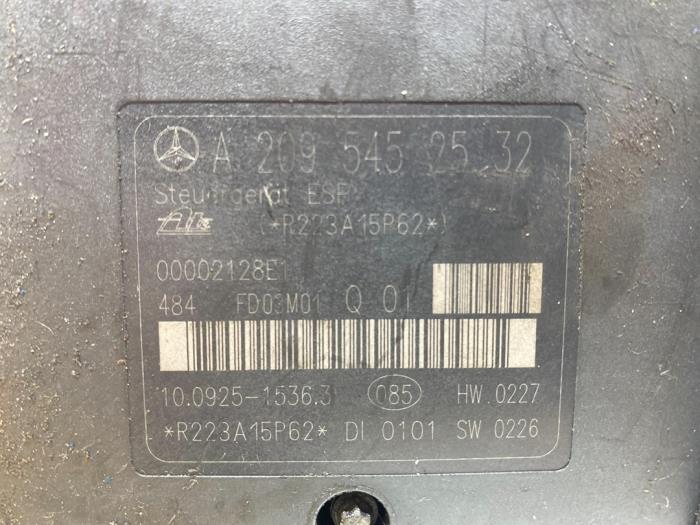 A 209 545 25 32
Steuergerät ESP
Ate (*R223A15P62*)
00002128E1
484 FD03M01 Q 01
10.0925-1536.3 085 HW 0227
*R223A15P62* DI 0101 SW 0226